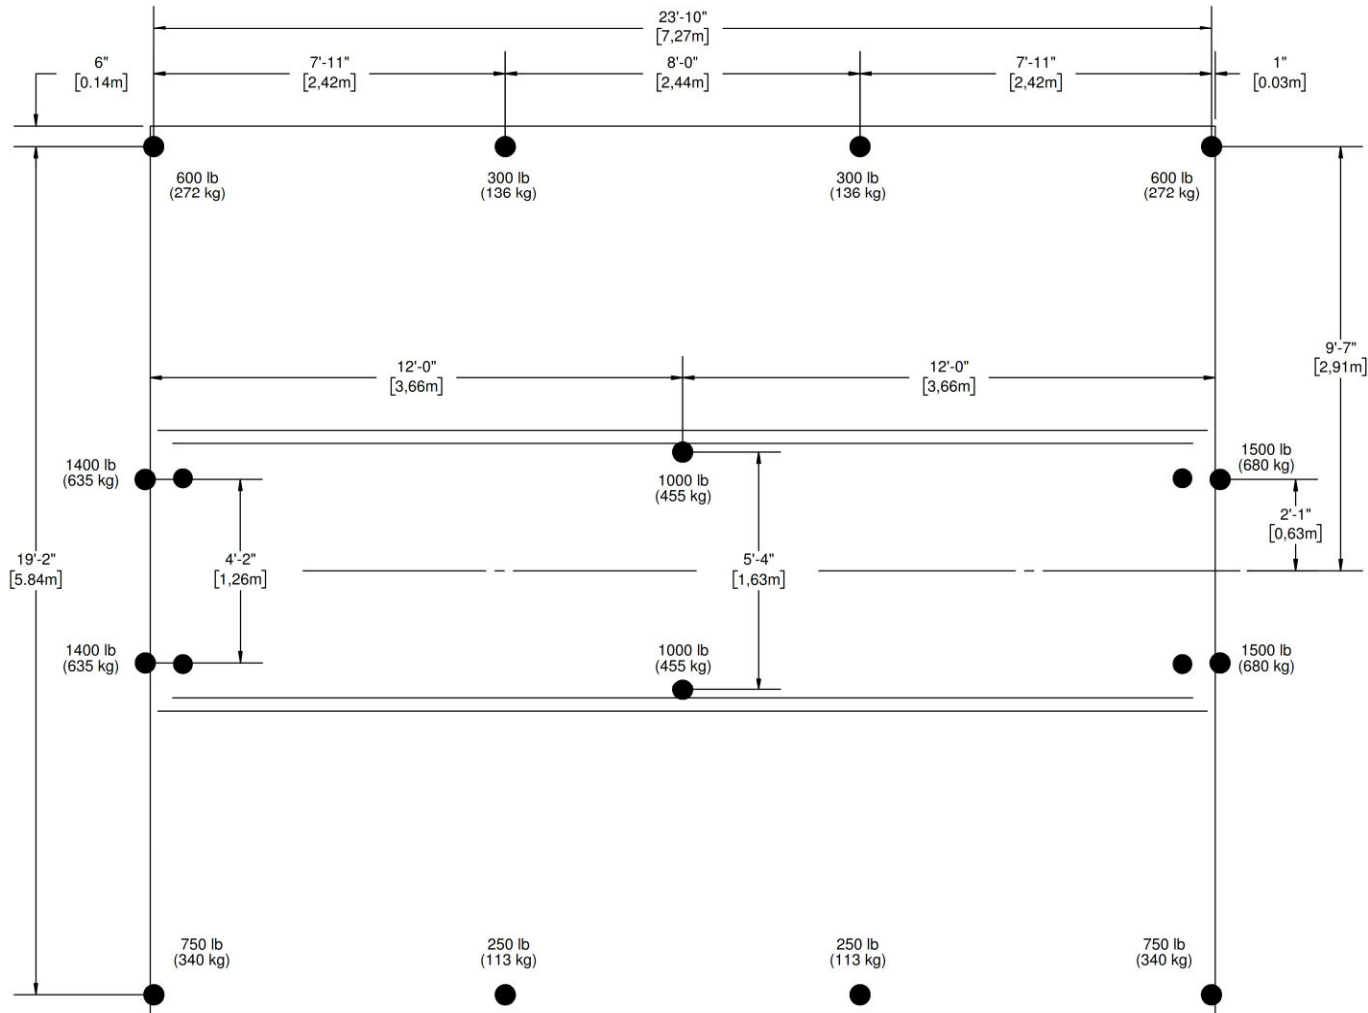 23'-10"
[7,27m]
6"
[0.14m]
7'-11"
[2,42m]
8'-0"
[2,44m]
7'-11"
[2,42m]
1"
[0.03m]
600 lb
(272 kg)
300 lb
(136 kg)
300 lb
(136 kg)
600 lb
(272 kg)
12'-0"
[3,66m]
12'-0"
[3,66m]
9'-7"
[2,91m]
1400 lb
(635 kg)
1000 lb
(455 kg)
1500 lb
(680 kg)
2'-1"
[0,63m]
19'-2"
[5.84m]
4'-2"
[1,26m]
5'-4"
[1,63m]
1400 lb
(635 kg)
1000 lb
(455 kg)
1500 lb
(680 kg)
750 lb
(340 kg)
250 lb
(113 kg)
250 lb
(113 kg)
750 lb
(340 kg)